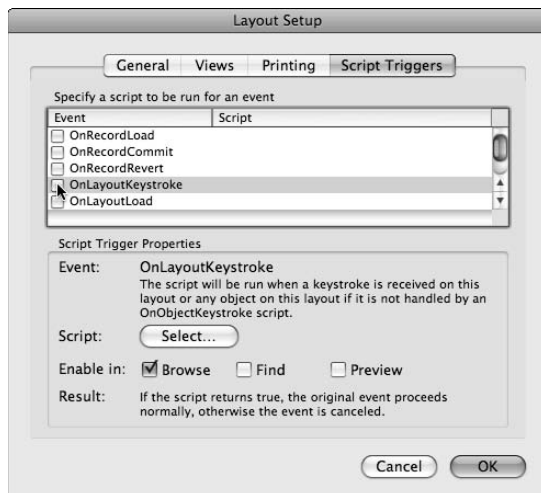 Layout Setup
General Views Printing Script Triggers
Specify a script to be run for an event
Event Script
OnRecordLoad
OnRecordCommit
OnRecordRevert
OnLayoutKeystroke
OnLayoutLoad
Script Trigger Properties
Event: OnLayoutKeystroke
The script will be run when a keystroke is received on this
layout or any object on this layout if it is not handled by an
OnObjectKeystroke script.
Script: Select...
Enable in: Browse Find Preview
Result: If the script returns true, the original event proceeds
normally, otherwise the event is canceled.
Cancel OK